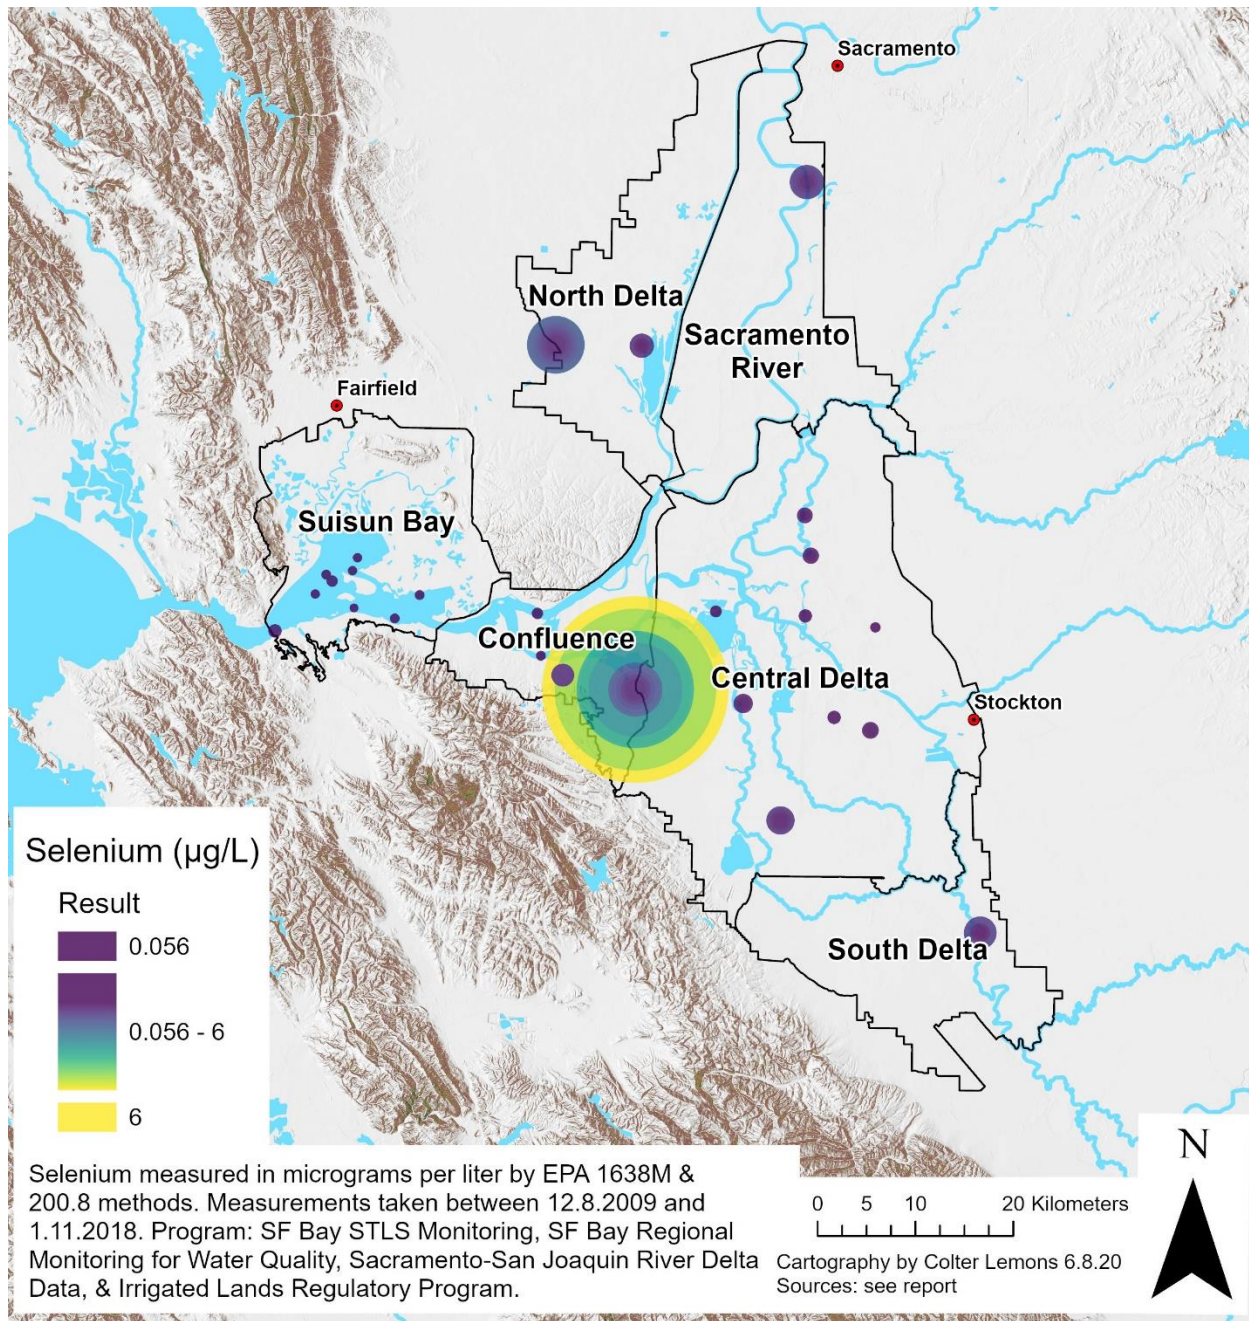 Sacramento
North Delta
Sacramento
River
Fairfield
Suisun Bay
Confluence
Central Delta
Stockton
South Delta
Selenium (µg/L)
Result
0.056
0.056 - 6
6
Selenium measured in micrograms per liter by EPA 1638M &
200.8 methods. Measurements taken between 12.8.2009 and
1.11.2018. Program: SF Bay STLS Monitoring, SF Bay Regional
Monitoring for Water Quality, Sacramento-San Joaquin River Delta
Data, & Irrigated Lands Regulatory Program.
0 5 10 20 Kilometers
Cartography by Colter Lemons 6.8.20
Sources: see report
N